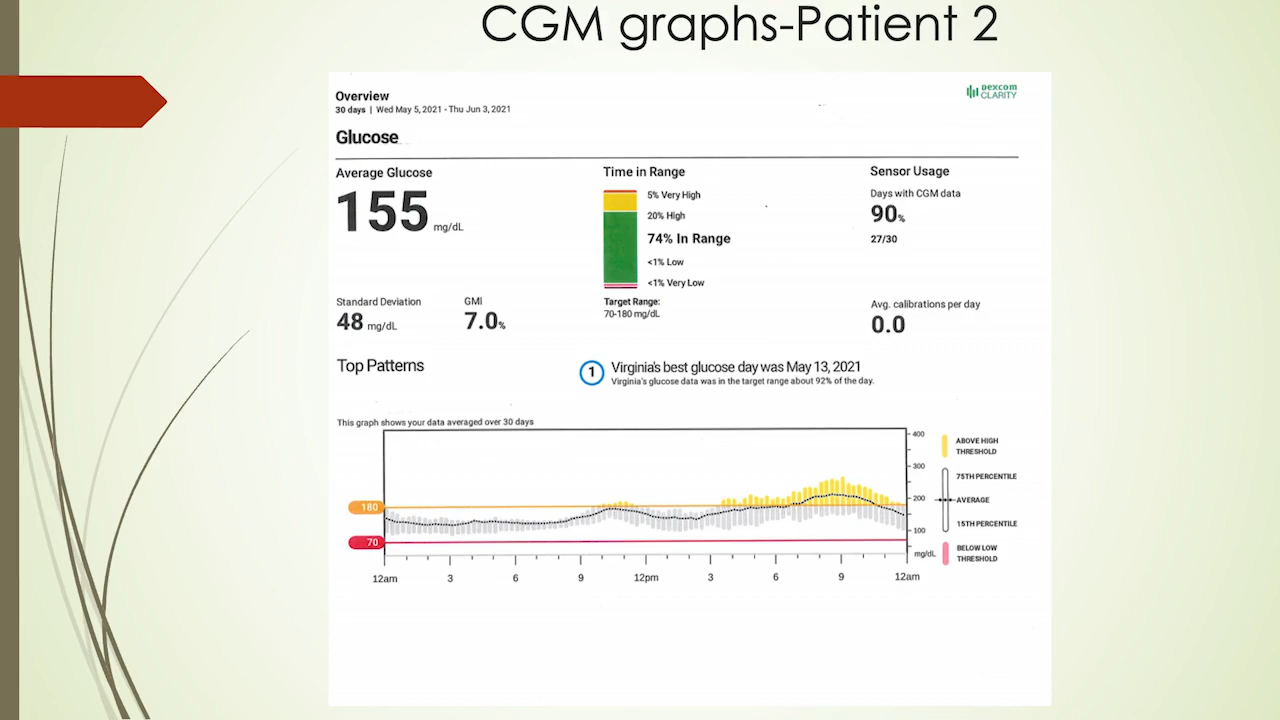 CGM graphs-Patient 2
Overview
30 days | Wed May 5, 2021 - Thu Jun 3, 2021
Dexcom
CLARITY
Glucose
Average Glucose
155 mg/dL
Standard Deviation
48 mg/dL
GMI
7.0%
Time in Range
5% Very High
20% High
74% In Range
<1% Low
<1% Very Low
Target Range:
70-180 mg/dL
Sensor Usage
Days with CGM data
90%
27/30
Avg. calibrations per day
0.0
Top Patterns
1
Virginia's best glucose day was May 13, 2021
Virginia's glucose data was in the target range about 92% of the day.
This graph shows your data averaged over 30 days
180
70
400
300
200
100
mg/dL
12am 3 6 9 12pm 3 6 9 12am
ABOVE HIGH
THRESHOLD
75TH PERCENTILE
AVERAGE
15TH PERCENTILE
BELOW LOW
THRESHOLD